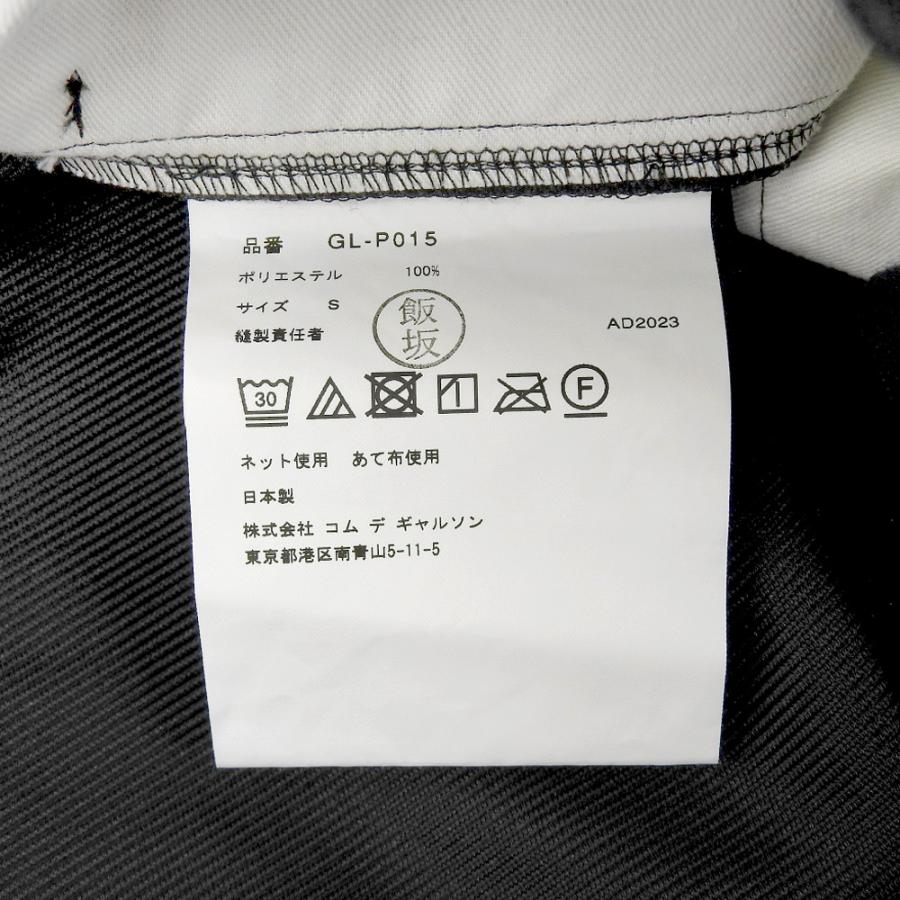 品番 GL-P015
ポリエステル 100%
サイズ S
縫製責任者 飯坂 AD2023
30 F
ネット使用 あて布使用
日本製
株式会社 コム デ ギャルソン
東京都港区南青山5-11-5